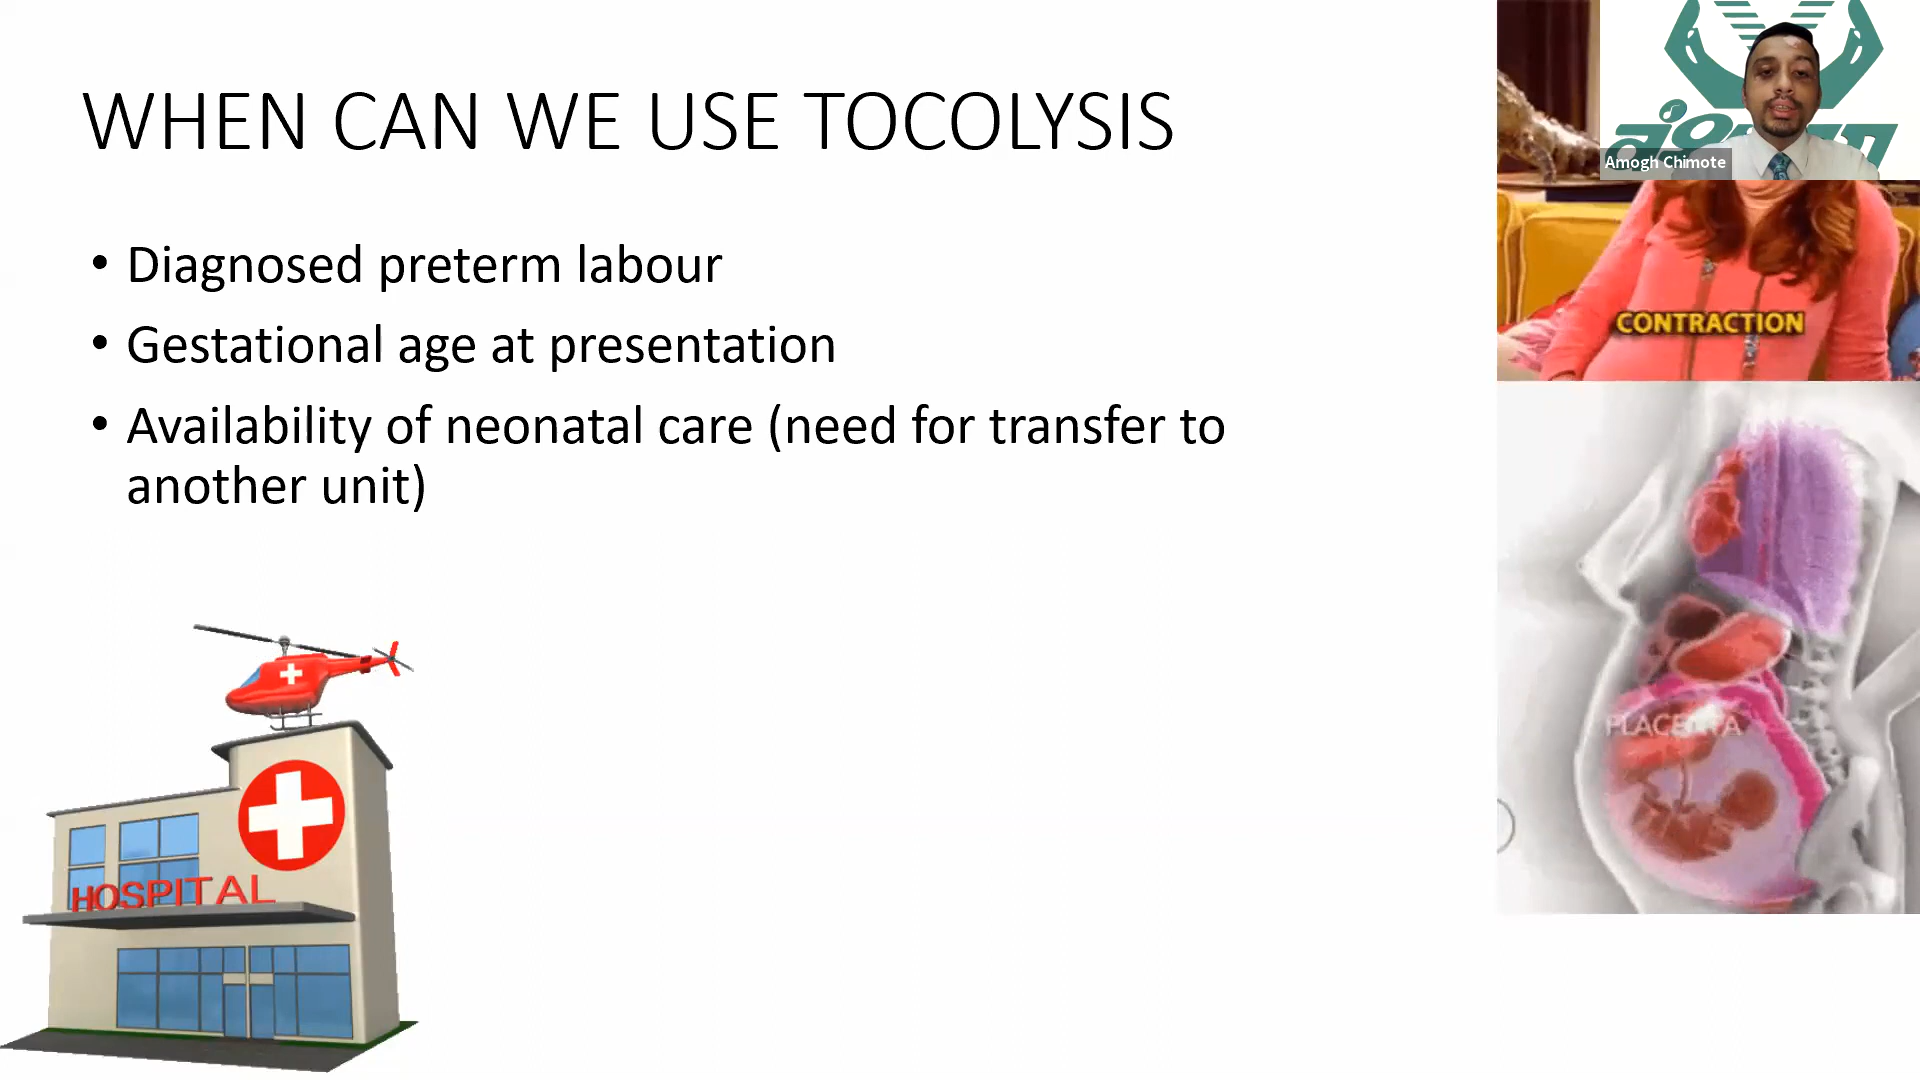 WHEN CAN WE USE TOCOLYSIS
• Diagnosed preterm labour
• Gestational age at presentation
• Availability of neonatal care (need for transfer to
another unit)
HOSPITAL
Amogh Chimote
CONTRACTION
PLACENTA